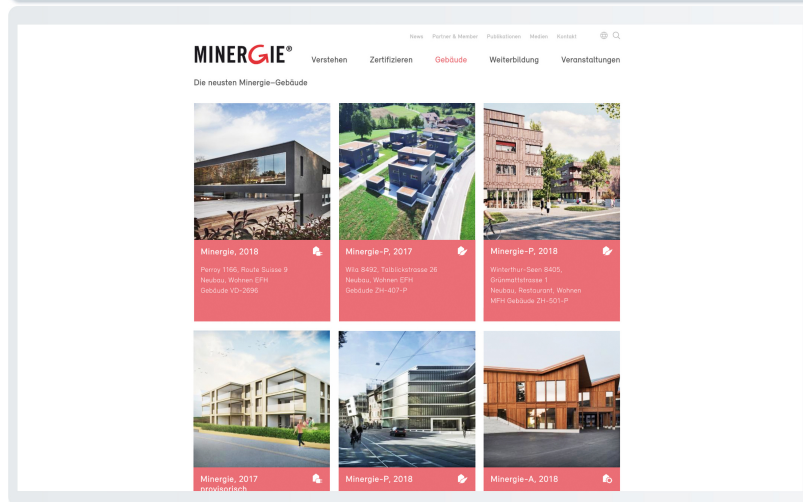 News Partner & Member Publikationen Medien Kontakt
MINERGIE®
Verstehen Zertifizieren Gebäude Weiterbildung Veranstaltungen
Die neusten Minergie-Gebäude
Minergie, 2018
Perroy 1166, Route Suisse 9
Neubau, Wohnen EFH
Gebäude VD-2696
Minergie-P, 2017
Wila 8492, Talblickstrasse 26
Neubau, Wohnen EFH
Gebäude ZH-407-P
Minergie-P, 2018
Winterthur-Seen 8405,
Grünmattstrasse 1
Neubau, Restaurant, Wohnen
MFH Gebäude ZH-501-P
Minergie, 2017
provisorisch
Minergie-P, 2018
Minergie-A, 2018